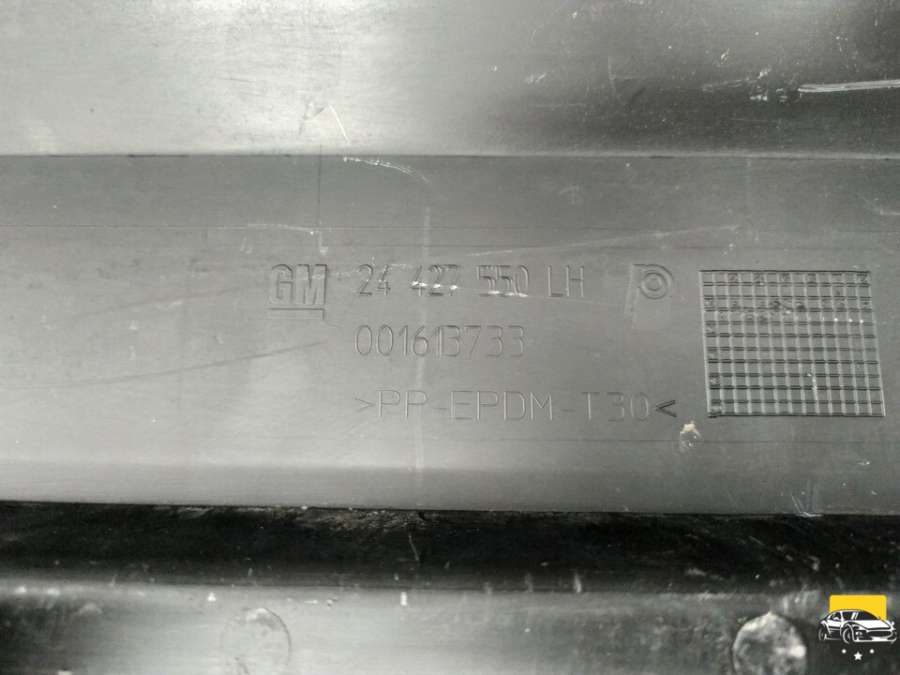 GM 24 427 550 LH
001613733
>PP-EPDM-T30<